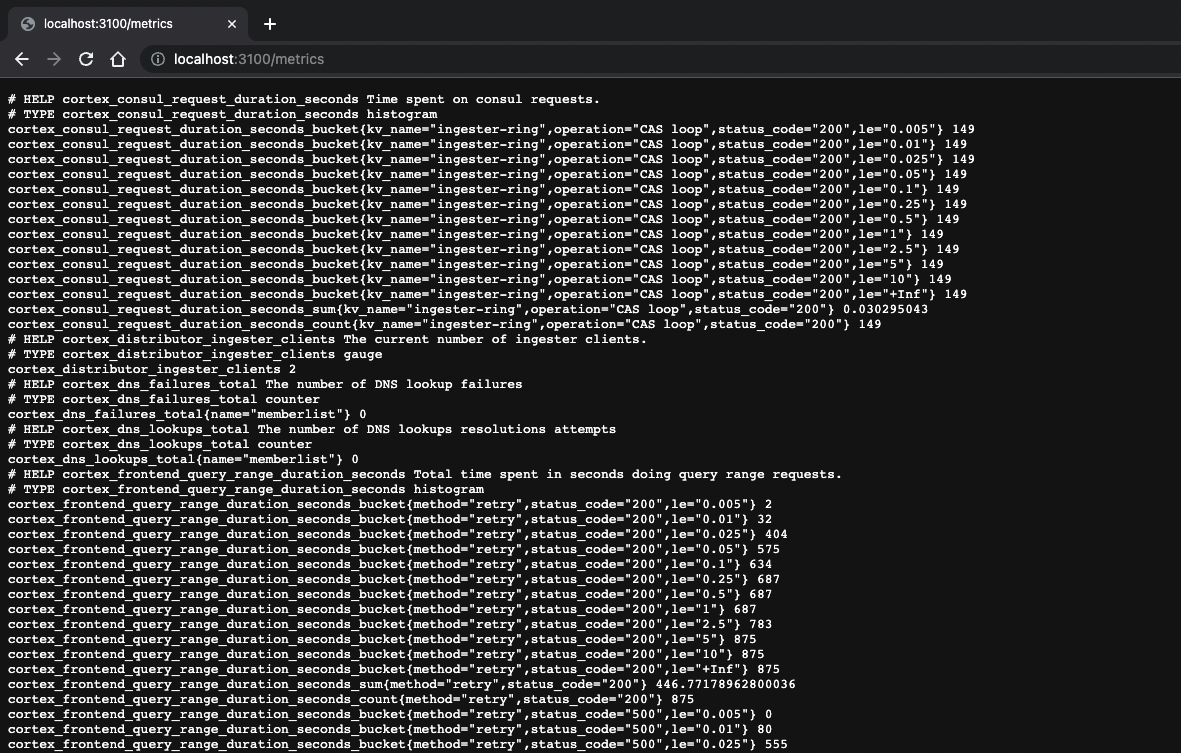 localhost:3100/metrics
localhost:3100/metrics
# HELP cortex_consul_request_duration_seconds Time spent on consul requests.
# TYPE cortex_consul_request_duration_seconds histogram
cortex_consul_request_duration_seconds_bucket{kv_name="ingester-ring",operation="CAS loop",status_code="200",le="0.005"} 149
cortex_consul_request_duration_seconds_bucket{kv_name="ingester-ring",operation="CAS loop",status_code="200",le="0.01"} 149
cortex_consul_request_duration_seconds_bucket{kv_name="ingester-ring",operation="CAS loop",status_code="200",le="0.025"} 149
cortex_consul_request_duration_seconds_bucket{kv_name="ingester-ring",operation="CAS loop",status_code="200",le="0.05"} 149
cortex_consul_request_duration_seconds_bucket{kv_name="ingester-ring",operation="CAS loop",status_code="200",le="0.1"} 149
cortex_consul_request_duration_seconds_bucket{kv_name="ingester-ring",operation="CAS loop",status_code="200",le="0.25"} 149
cortex_consul_request_duration_seconds_bucket{kv_name="ingester-ring",operation="CAS loop",status_code="200",le="0.5"} 149
cortex_consul_request_duration_seconds_bucket{kv_name="ingester-ring",operation="CAS loop",status_code="200",le="1"} 149
cortex_consul_request_duration_seconds_bucket{kv_name="ingester-ring",operation="CAS loop",status_code="200",le="2.5"} 149
cortex_consul_request_duration_seconds_bucket{kv_name="ingester-ring",operation="CAS loop",status_code="200",le="5"} 149
cortex_consul_request_duration_seconds_bucket{kv_name="ingester-ring",operation="CAS loop",status_code="200",le="10"} 149
cortex_consul_request_duration_seconds_bucket{kv_name="ingester-ring",operation="CAS loop",status_code="200",le="+Inf"} 149
cortex_consul_request_duration_seconds_sum{kv_name="ingester-ring",operation="CAS loop",status_code="200"} 0.030295043
cortex_consul_request_duration_seconds_count{kv_name="ingester-ring",operation="CAS loop",status_code="200"} 149
# HELP cortex_distributor_ingester_clients The current number of ingester clients.
# TYPE cortex_distributor_ingester_clients gauge
cortex_distributor_ingester_clients 2
# HELP cortex_dns_failures_total The number of DNS lookup failures
# TYPE cortex_dns_failures_total counter
cortex_dns_failures_total{name="memberlist"} 0
# HELP cortex_dns_lookups_total The number of DNS lookups resolutions attempts
# TYPE cortex_dns_lookups_total counter
cortex_dns_lookups_total{name="memberlist"} 0
# HELP cortex_frontend_query_range_duration_seconds Total time spent in seconds doing query range requests.
# TYPE cortex_frontend_query_range_duration_seconds histogram
cortex_frontend_query_range_duration_seconds_bucket{method="retry",status_code="200",le="0.005"} 2
cortex_frontend_query_range_duration_seconds_bucket{method="retry",status_code="200",le="0.01"} 32
cortex_frontend_query_range_duration_seconds_bucket{method="retry",status_code="200",le="0.025"} 404
cortex_frontend_query_range_duration_seconds_bucket{method="retry",status_code="200",le="0.05"} 575
cortex_frontend_query_range_duration_seconds_bucket{method="retry",status_code="200",le="0.1"} 634
cortex_frontend_query_range_duration_seconds_bucket{method="retry",status_code="200",le="0.25"} 687
cortex_frontend_query_range_duration_seconds_bucket{method="retry",status_code="200",le="0.5"} 687
cortex_frontend_query_range_duration_seconds_bucket{method="retry",status_code="200",le="1"} 687
cortex_frontend_query_range_duration_seconds_bucket{method="retry",status_code="200",le="2.5"} 783
cortex_frontend_query_range_duration_seconds_bucket{method="retry",status_code="200",le="5"} 875
cortex_frontend_query_range_duration_seconds_bucket{method="retry",status_code="200",le="10"} 875
cortex_frontend_query_range_duration_seconds_bucket{method="retry",status_code="200",le="+Inf"} 875
cortex_frontend_query_range_duration_seconds_sum{method="retry",status_code="200"} 446.77178962800036
cortex_frontend_query_range_duration_seconds_count{method="retry",status_code="200"} 875
cortex_frontend_query_range_duration_seconds_bucket{method="retry",status_code="500",le="0.005"} 0
cortex_frontend_query_range_duration_seconds_bucket{method="retry",status_code="500",le="0.01"} 80
cortex_frontend_query_range_duration_seconds_bucket{method="retry",status_code="500",le="0.025"} 555